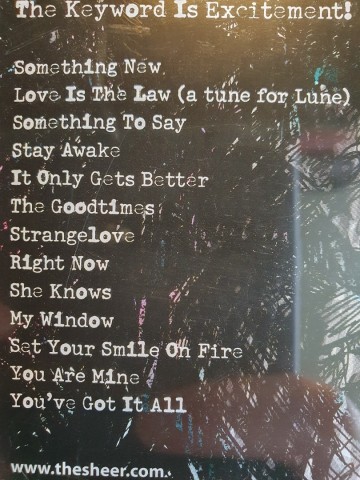 The Keyword Is Excitement!
Something New
Love Is The Law (a tune for Lune)
Something To Say
Stay Awake
It Only Gets Better
The Goodtimes
Strangelove
Right Now
She Knows
My Window
Set Your Smile On Fire
You Are Mine
You've Got It All
www.thesheer.com